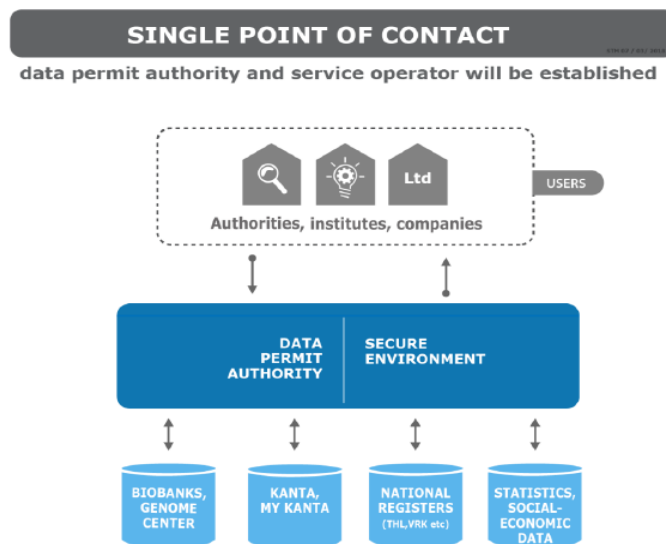 SINGLE POINT OF CONTACT
data permit authority and service operator will be established
Ltd
USERS
Authorities, institutes, companies
DATA
PERMIT
AUTHORITY
SECURE
ENVIRONMENT
BIOBANKS,
GENOME
CENTER
KANTA,
MY KANTA
NATIONAL
REGISTERS
(THL,VRK etc)
STATISTICS,
SOCIAL-
ECONOMIC
DATA